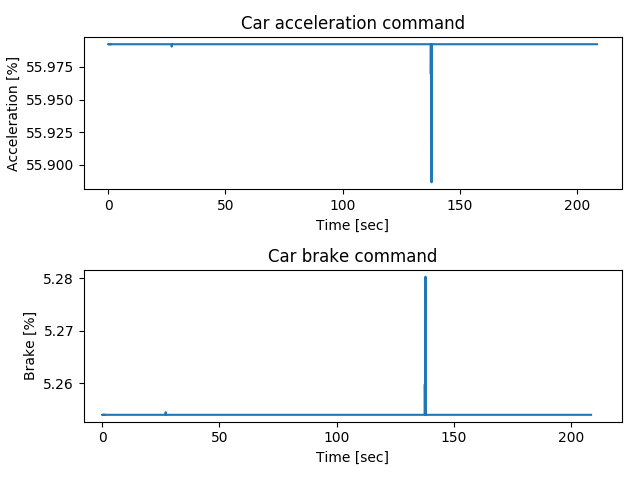 Car acceleration command
Acceleration [%]
55.975
55.950
55.925
55.900
0 50 100 150 200
Time [sec]
Car brake command
Brake [%]
5.28
5.27
5.26
0 50 100 150 200
Time [sec]